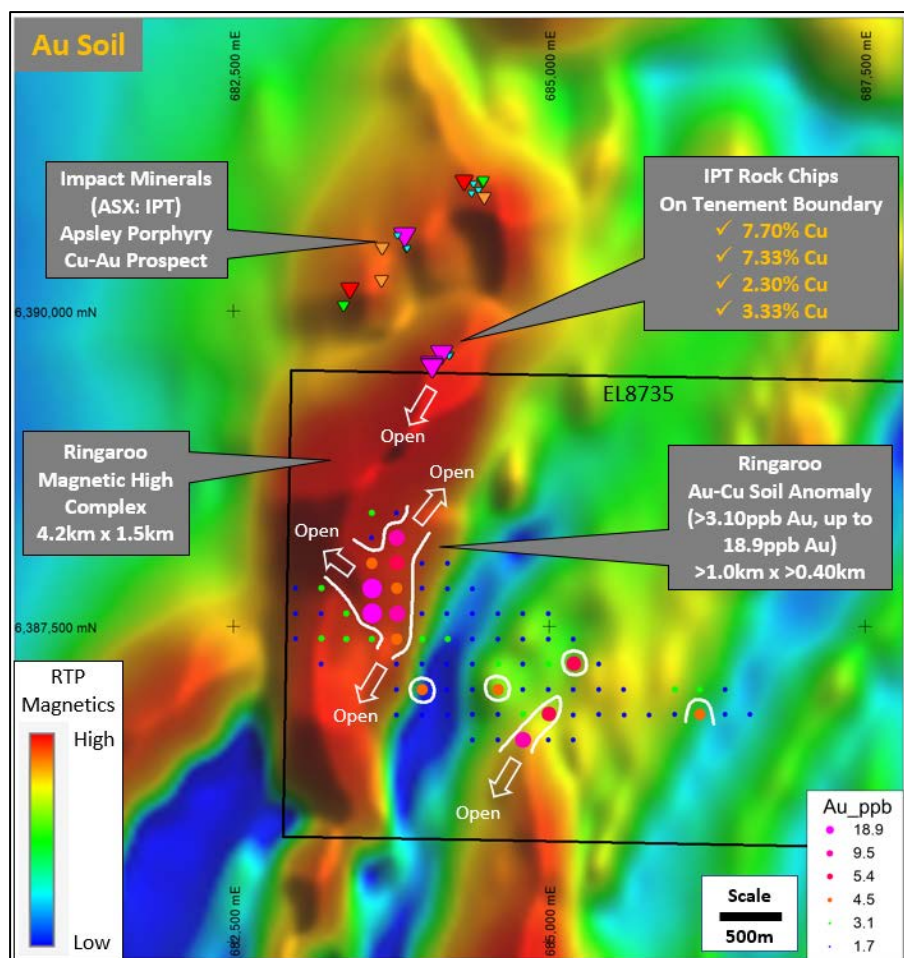 Au Soil
682,500 mE
685,000 mE
687,500 mE
Impact Minerals
(ASX: IPT)
Apsley Porphyry
Cu-Au Prospect
IPT Rock Chips
On Tenement Boundary
✓ 7.70% Cu
✓ 7.33% Cu
✓ 2.30% Cu
✓ 3.33% Cu
6,390,000 mN
EL8735
Open
Ringaroo
Magnetic High
Complex
4.2km x 1.5km
Open
Open
Ringaroo
Au-Cu Soil Anomaly
(>3.10ppb Au, up to
18.9ppb Au)
>1.0km x >0.40km
6,387,500 mN
Open
Open
RTP
Magnetics
High
Low
Au_ppb
18.9
9.5
5.4
4.5
3.1
1.7
Scale
500m
682,500 mE
685,000 mE